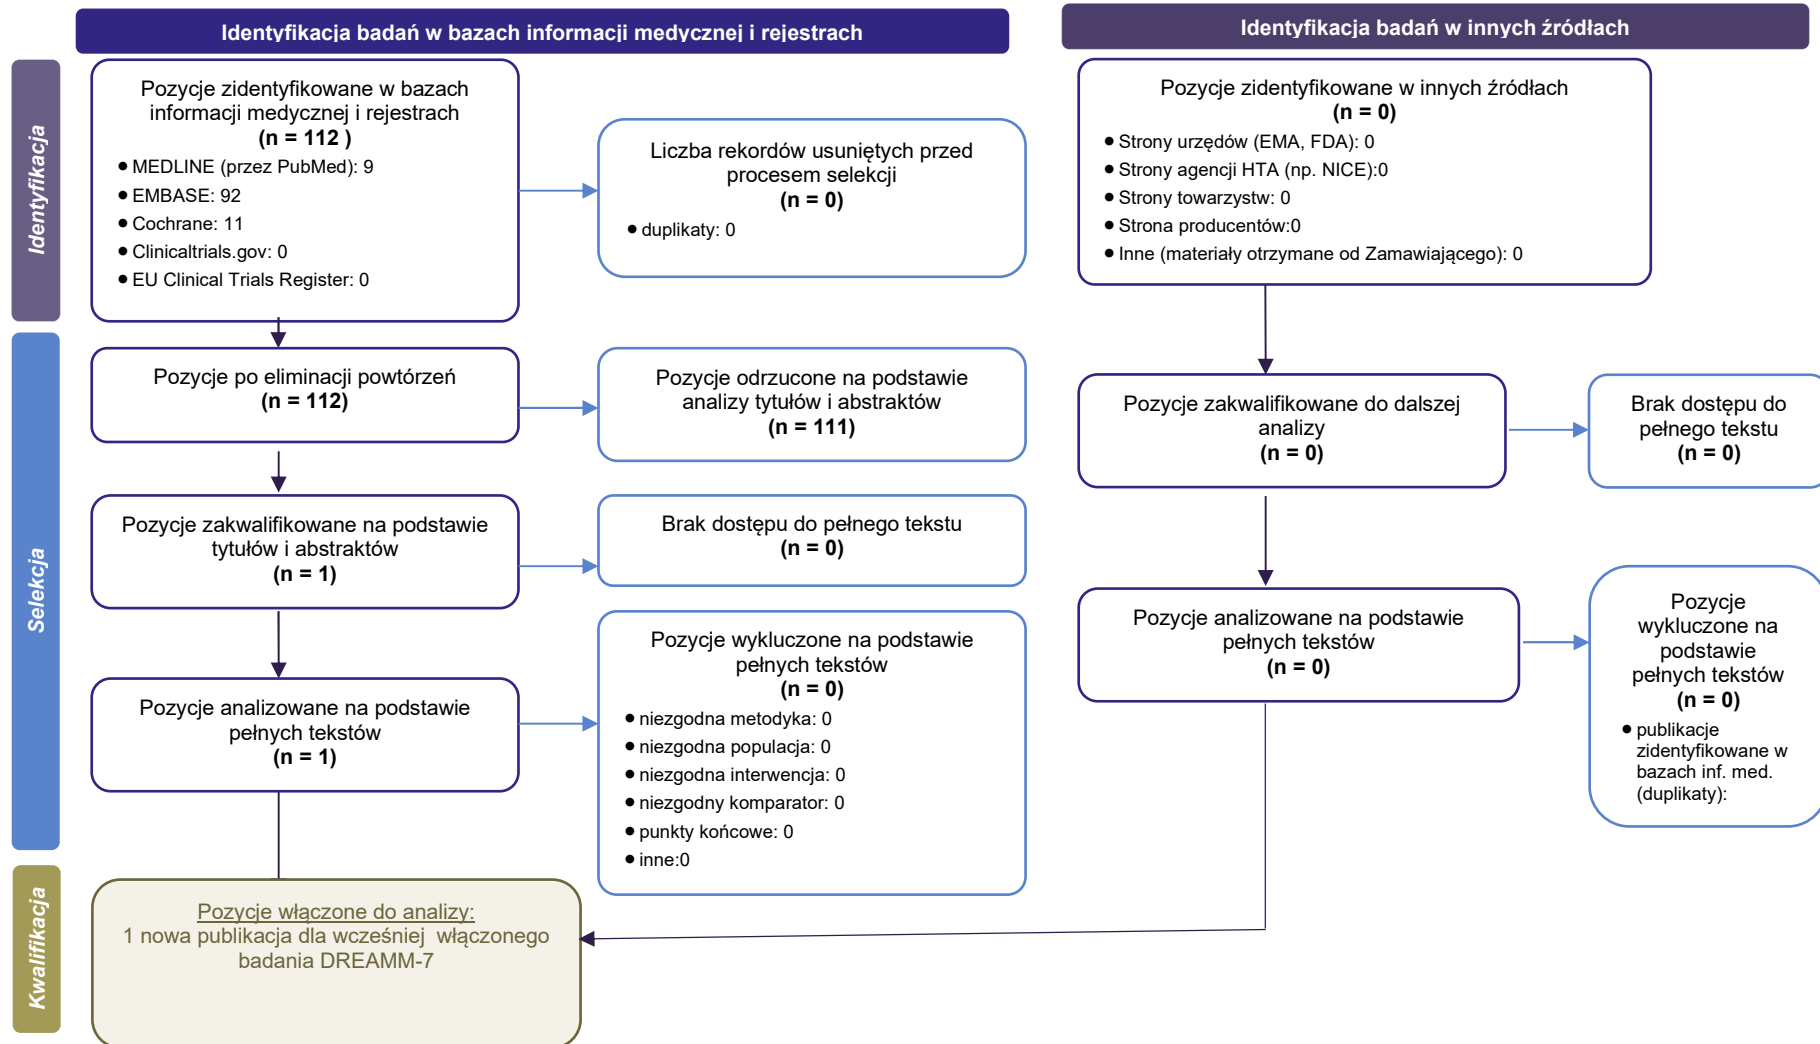 Identyfikacja badań w bazach informacji medycznej i rejestrach
Identyfikacja
Pozycje zidentyfikowane w bazach
informacji medycznej i rejestrach
(n = 112 )
• MEDLINE (przez PubMed): 9
• EMBASE: 92
• Cochrane: 11
• Clinicaltrials.gov: 0
• EU Clinical Trials Register: 0
Liczba rekordów usuniętych przed
procesem selekcji
(n = 0)
• duplikaty: 0
Selekcja
Pozycje po eliminacji powtórzeń
(n = 112)
Pozycje odrzucone na podstawie
analizy tytułów i abstraktów
(n = 111)
Pozycje zakwalifikowane na podstawie
tytułów i abstraktów
(n = 1)
Brak dostępu do pełnego tekstu
(n = 0)
Pozycje analizowane na podstawie
pełnych tekstów
(n = 1)
Pozycje wykluczone na podstawie
pełnych tekstów
(n = 0)
• niezgodna metodyka: 0
• niezgodna populacja: 0
• niezgodna interwencja: 0
• niezgodny komparator: 0
• punkty końcowe: 0
• inne:0
Identyfikacja badań w innych źródłach
Pozycje zidentyfikowane w innych źródłach
(n = 0)
• Strony urzędów (EMA, FDA): 0
• Strony agencji HTA (np. NICE):0
• Strony towarzystw: 0
• Strona producentów:0
• Inne (materiały otrzymane od Zamawiającego): 0
Pozycje zakwalifikowane do dalszej
analizy
(n = 0)
Brak dostępu do
pełnego tekstu
(n = 0)
Pozycje analizowane na podstawie
pełnych tekstów
(n = 0)
Pozycje
wykluczone na
podstawie
pełnych tekstów
(n = 0)
• publikacje
zidentyfikowane w
bazach inf. med.
(duplikaty):
Kwalifikacja
Pozycje włączone do analizy:
1 nowa publikacja dla wcześniej włączonego
badania DREAMM-7